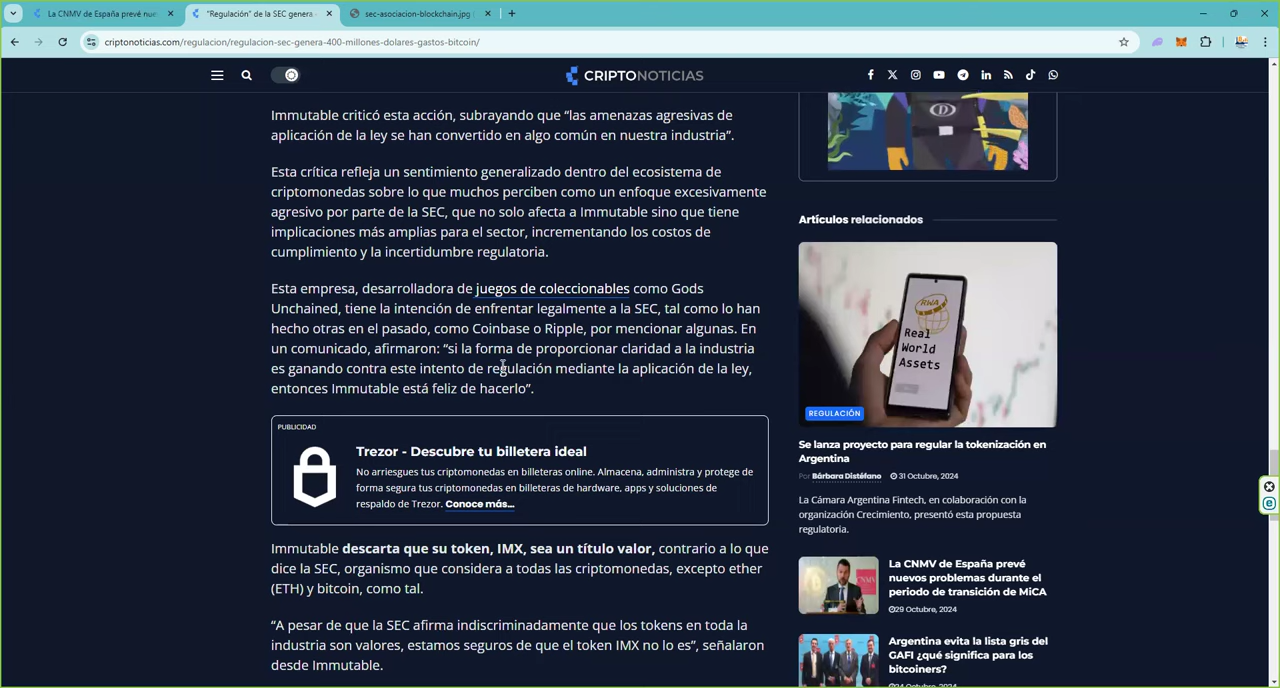 La CNMV de España prevé nue
"Regulación" de la SEC genera
sec-asociacion-blockchain.jpg
criptonoticias.com/regulacion/regulacion-sec-genera-400-millones-dolares-gastos-bitcoin/
CRIPTONOTICIAS
Immutable criticó esta acción, subrayando que “las amenazas agresivas de
aplicación de la ley se han convertido en algo común en nuestra industria”.
Esta crítica refleja un sentimiento generalizado dentro del ecosistema de
criptomonedas sobre lo que muchos perciben como un enfoque excesivamente
agresivo por parte de la SEC, que no solo afecta a Immutable sino que tiene
implicaciones más amplias para el sector, incrementando los costos de
cumplimiento y la incertidumbre regulatoria.
Esta empresa, desarrolladora de juegos de coleccionables como Gods
Unchained, tiene la intención de enfrentar legalmente a la SEC, tal como lo han
hecho otras en el pasado, como Coinbase o Ripple, por mencionar algunas. En
un comunicado, afirmaron: “si la forma de proporcionar claridad a la industria
es ganando contra este intento de regulación mediante la aplicación de la ley,
entonces Immutable está feliz de hacerlo”.
PUBLICIDAD
Trezor - Descubre tu billetera ideal
No arriesgues tus criptomonedas en billeteras online. Almacena, administra y protege de
forma segura tus criptomonedas en billeteras de hardware, apps y soluciones de
respaldo de Trezor. Conoce más...
Immutable descarta que su token, IMX, sea un título valor, contrario a lo que
dice la SEC, organismo que considera a todas las criptomonedas, excepto ether
(ETH) y bitcoin, como tal.
“A pesar de que la SEC afirma indiscriminadamente que los tokens en toda la
industria son valores, estamos seguros de que el token IMX no lo es”, señalaron
desde Immutable.
Artículos relacionados
RWA
Real
World
Assets
REGULACIÓN
Se lanza proyecto para regular la tokenización en
Argentina
Por Bárbara Distéfano 31 Octubre, 2024
La Cámara Argentina Fintech, en colaboración con la
organización Crecimiento, presentó esta propuesta
regulatoria.
La CNMV de España prevé
nuevos problemas durante el
periodo de transición de MiCA
29 Octubre, 2024
Argentina evita la lista gris del
GAFI ¿qué significa para los
bitcoiners?
24 Octubre, 2024